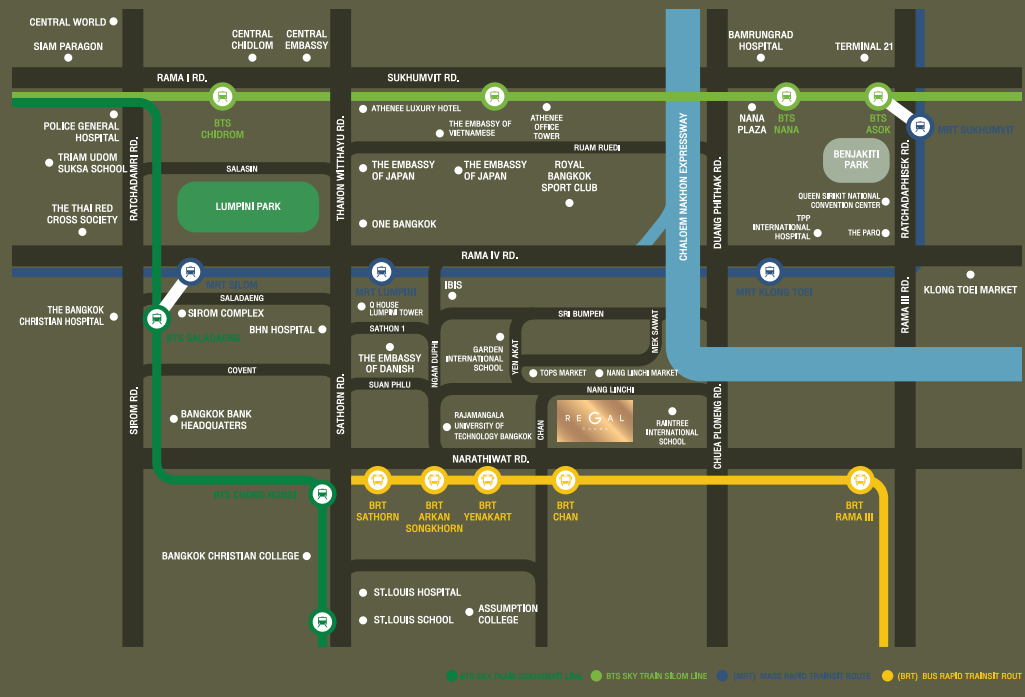 CENTRAL WORLD
SIAM PARAGON
CENTRAL
CHIDLOM
CENTRAL
EMBASSY
BAMRUNGRAD
HOSPITAL
TERMINAL 21
RAMA I RD.
SUKHUMVIT RD.
POLICE GENERAL
HOSPITAL
BTS
CHIDROM
ATHENEE LUXURY HOTEL
THE EMBASSY OF
VIETNAMESE
ATHENEE
OFFICE
TOWER
NANA
PLAZA
BTS
NANA
BTS
ASOK
MRT SUKHUMVIT
TRIAM UDOM
SUKSA SCHOOL
RATCHADAMRI RD.
SALASIN
THANON WITTHAYU RD.
RUAM RUEDI
THE EMBASSY
OF JAPAN
THE EMBASSY
OF JAPAN
ROYAL
BANGKOK
SPORT CLUB
CHALOEM NAKHON EXPRESSWAY
DUANG PHITHAK RD.
BENJAKITI
PARK
RATCHADAPHISEK RD.
LUMPINI PARK
THE THAI RED
CROSS SOCIETY
ONE BANGKOK
QUEEN SIRIKIT NATIONAL
CONVENTION CENTER
TPP
INTERNATIONAL
HOSPITAL
THE PARQ
RAMA IV RD.
MRT SILOM
MRT LUMPINI
IBIS
MRT KLONG TOEI
KLONG TOEI MARKET
RAMA III RD.
SALADAENG
SIROM COMPLEX
THE BANGKOK
CHRISTIAN HOSPITAL
BTS SALADAENG
BHN HOSPITAL
Q HOUSE
LUMPINI TOWER
SATHON 1
SRI BUMPEN
MEK SAWAT
THE EMBASSY
OF DANISH
NGAM DUPHI
GARDEN
INTERNATIONAL
SCHOOL
YEN AKAT
COVENT
SUAN PHLU
TOPS MARKET
NANG LINCHI MARKET
NANG LINCHI
SIROM RD.
SATHORN RD.
BANGKOK BANK
HEADQUATERS
RAJAMANGALA
UNIVERSITY OF
TECHNOLOGY BANGKOK
CHAN
REGAL
RAINTREE
INTERNATIONAL
SCHOOL
CHUEA PLONENG RD.
NARATHIWAT RD.
BRT
SATHORN
BRT
ARKAN
SONGKHORN
BRT
YENAKART
BRT
CHAN
BRT
RAMA III
BANGKOK CHRISTIAN COLLEGE
ST.LOUIS HOSPITAL
ST.LOUIS SCHOOL
ASSUMPTION
COLLEGE
BTS SKY TRAIN SILOM LINE
(MRT) MASS RAPID TRAINSIT ROUTE
(BRT) BUS RAPID TRAINSIT ROUT